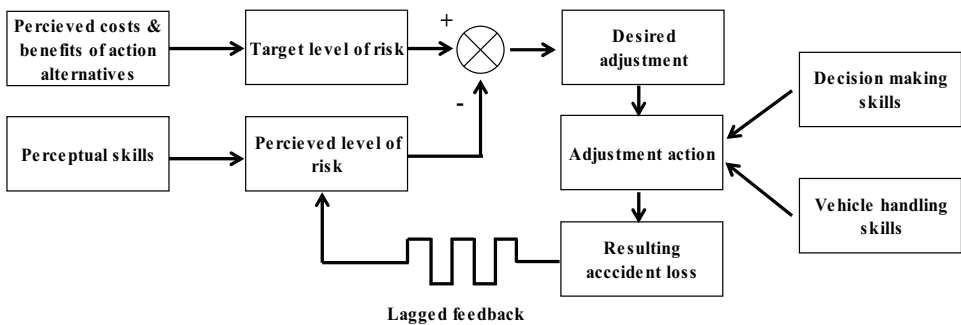 Percieved costs &
benefits of action
alternatives
Target level of risk
+
-
Desired
adjustment
Decision making
skills
Perceptual skills
Percieved level of
risk
Adjustment action
Vehicle handling
skills
Resulting
acccident loss
Lagged feedback